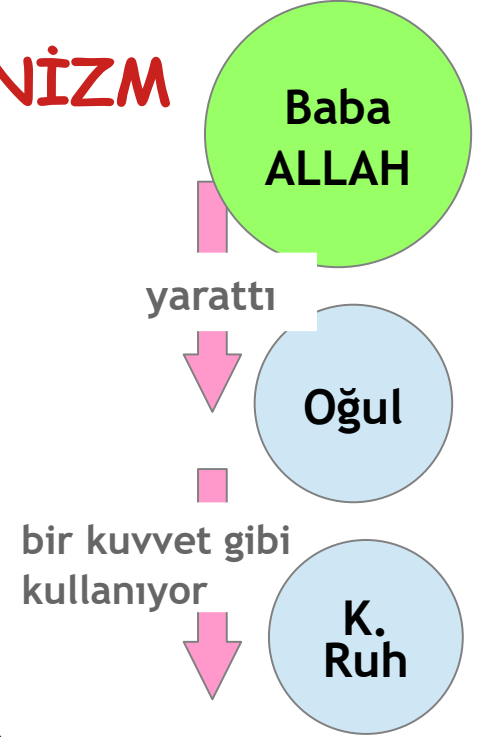 NİZM
Baba
ALLAH
yarattı
Oğul
bir kuvvet gibi
kullanıyor
K.
Ruh